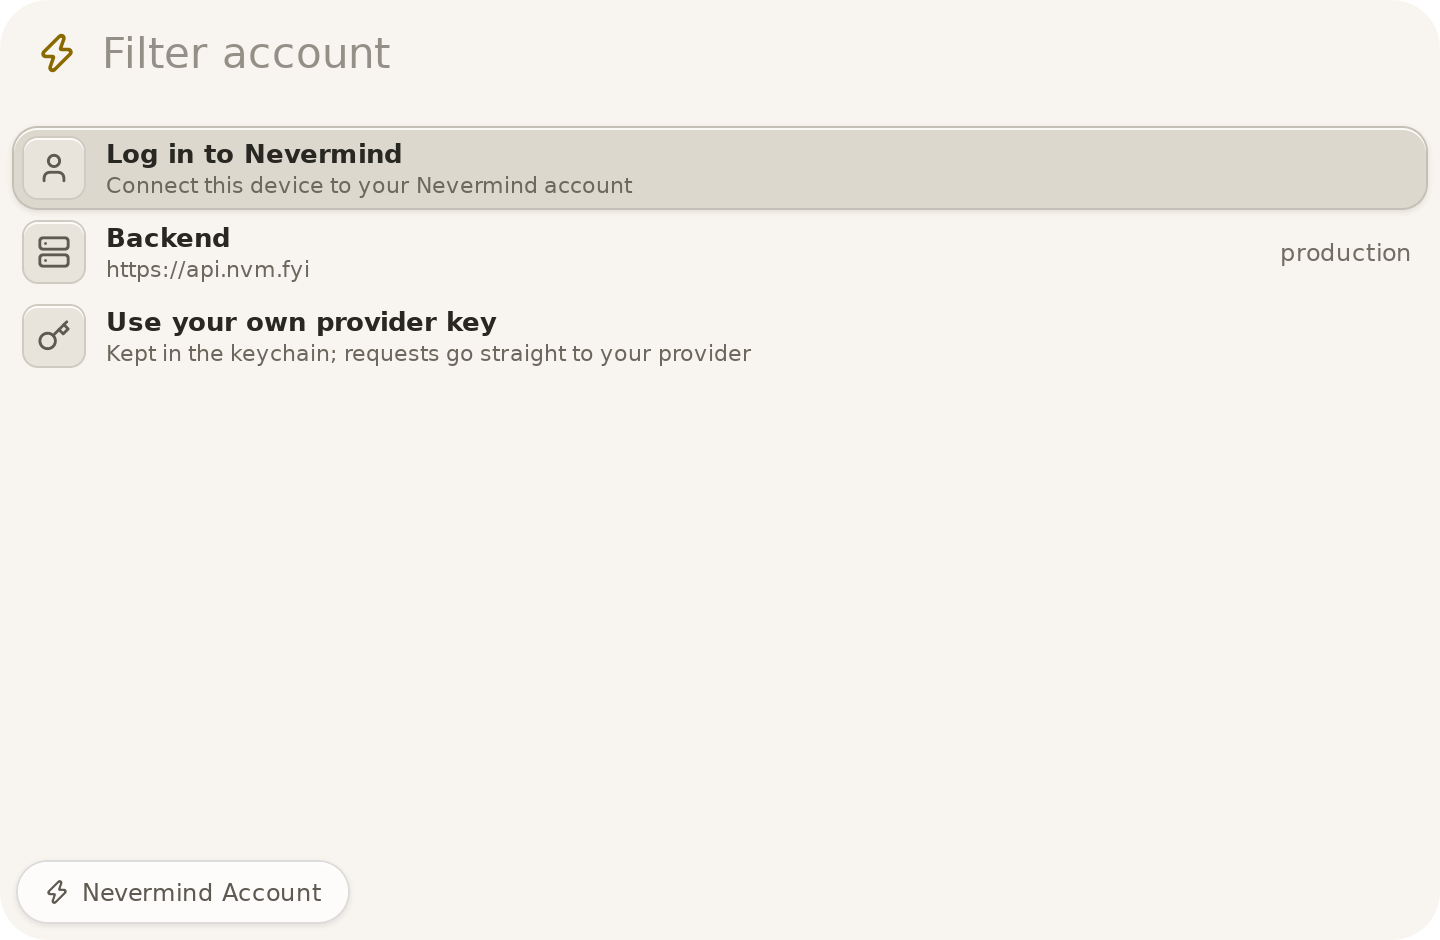 Filter account
Log in to Nevermind
Connect this device to your Nevermind account
Backend
https://api.nvm.fyi
production
Use your own provider key
Kept in the keychain; requests go straight to your provider
Nevermind Account